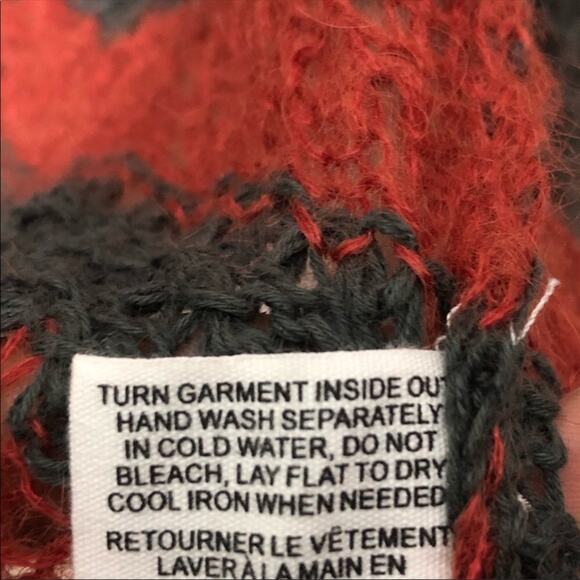 TURN GARMENT INSIDE OUT
HAND WASH SEPARATELY
IN COLD WATER, DO NOT
BLEACH, LAY FLAT TO DRY
COOL IRON WHEN NEEDED
RETOURNER LE VÊTEMENT
LAVER À LA MAIN EN